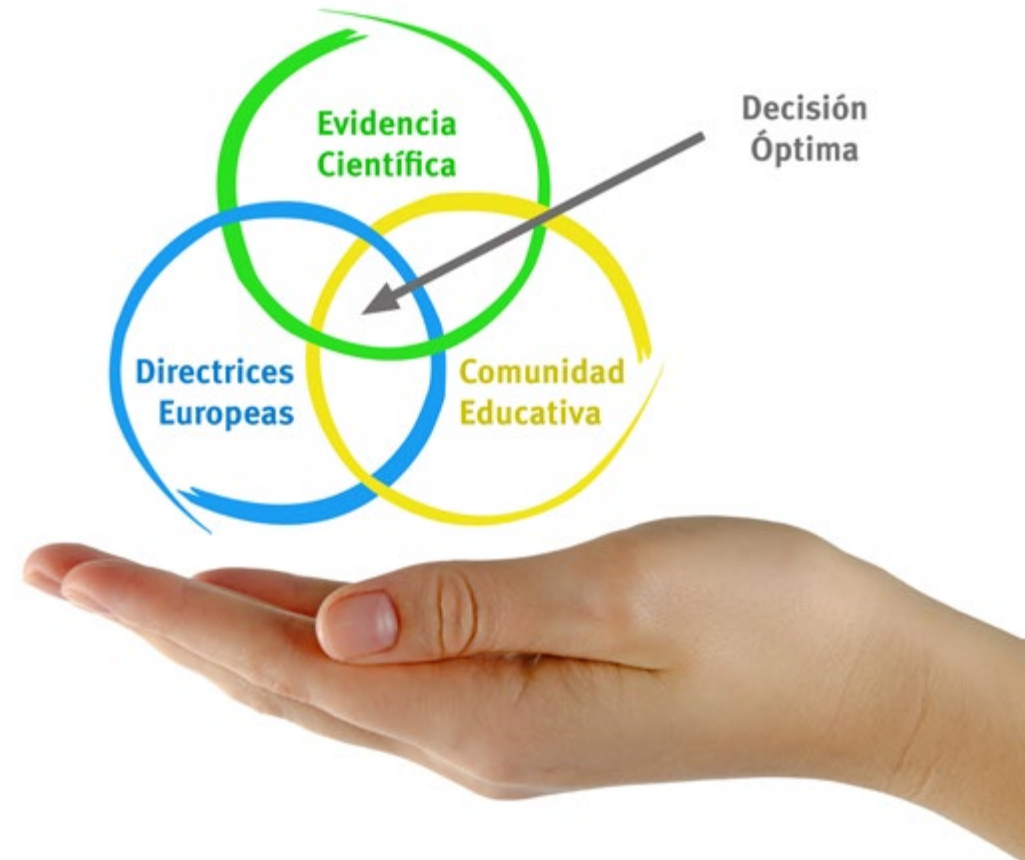 Evidencia
Científica
Decisión
Óptima
Directrices
Europeas
Comunidad
Educativa